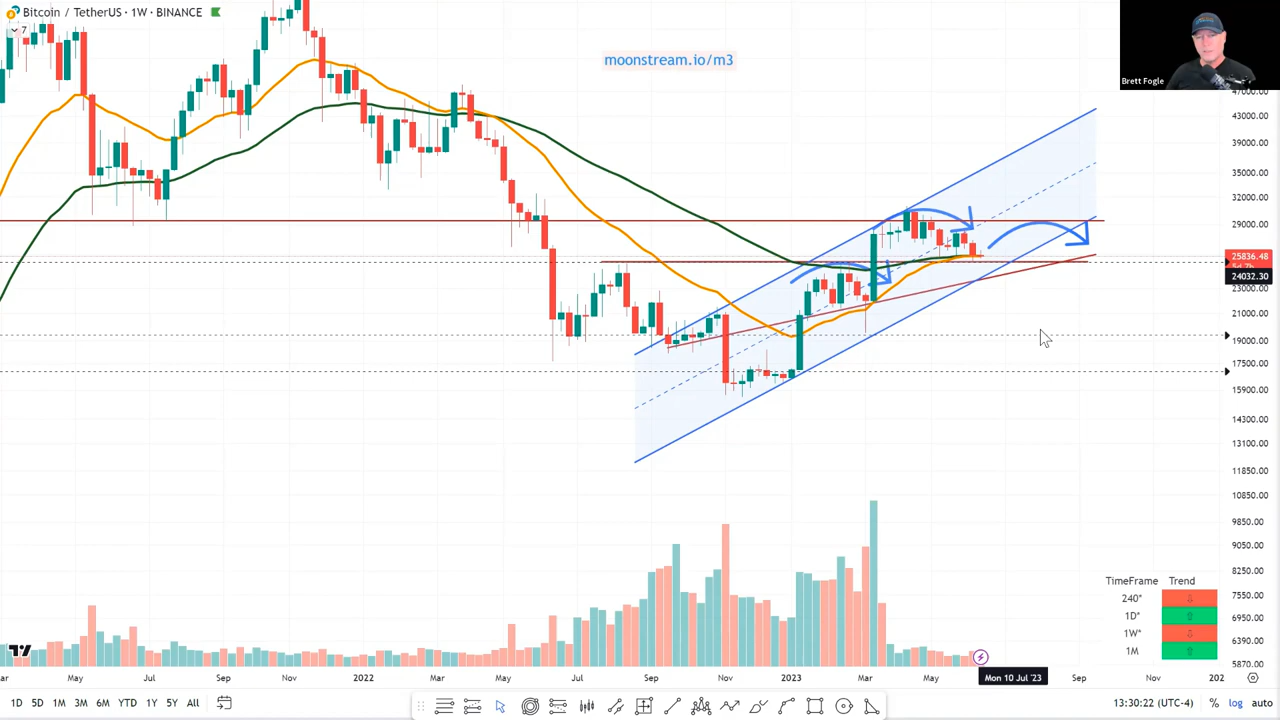 Bitcoin / TetherUS · 1W · BINANCE
7
moonstream.io/m3
Brett Fogle
47000.00
43000.00
39000.00
35000.00
32000.00
29000.00
25836.48
24032.30
23000.00
21000.00
19000.00
17500.00
15900.00
14300.00
13100.00
11850.00
10850.00
9845.00
9050.00
8250.00
7550.00
6950.00
6390.00
5870.00
TimeFrame Trend
240*
1D*
1W*
1M
May Jul Sep Nov 2022 Mar May Jul Sep Nov 2023 Mar May Mon 10 Jul '23 Sep Nov
1D 5D 1M 3M 6M YTD 1Y 5Y All
13:30:22 (UTC-4) % log auto